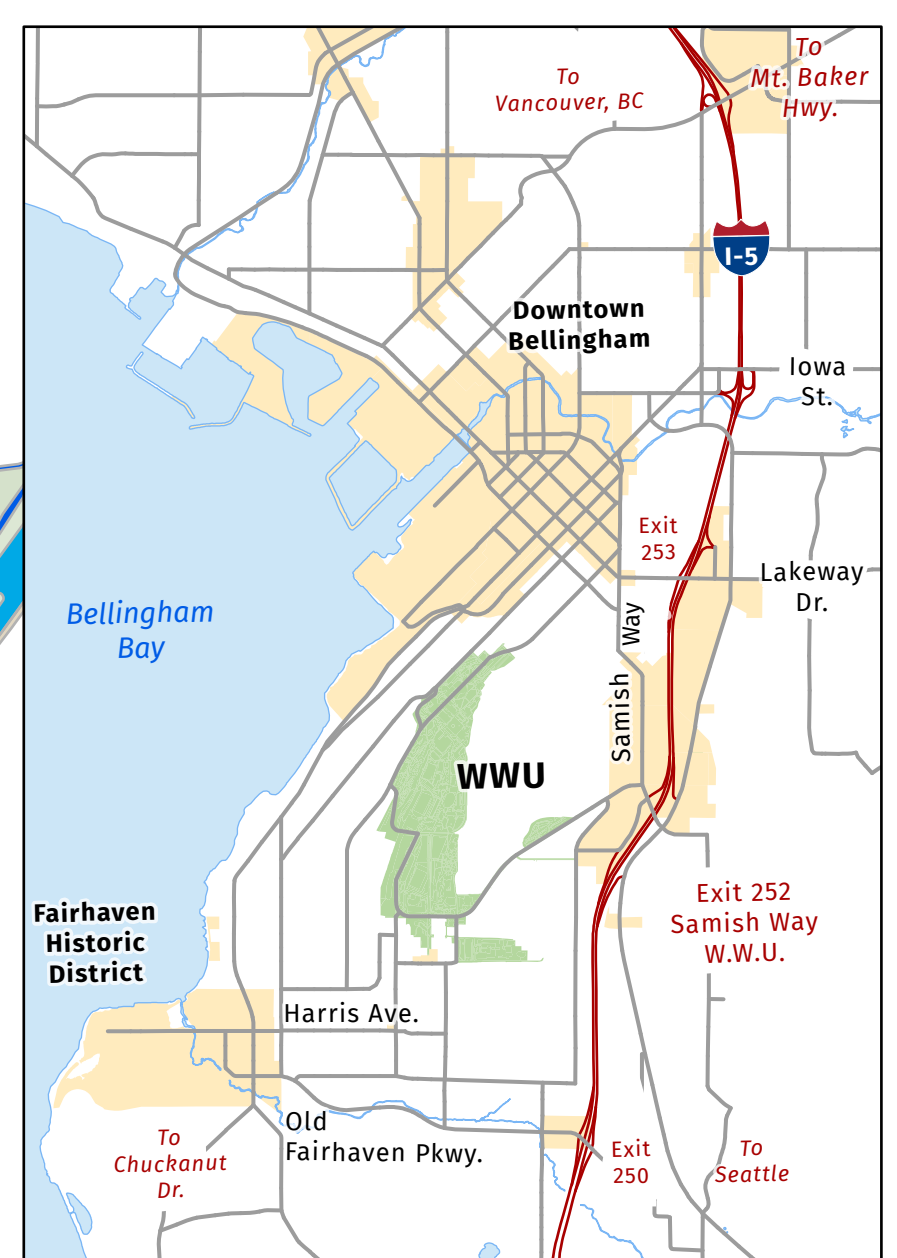 To
Mt. Baker
Hwy.
To
Vancouver, BC
I-5
Downtown
Bellingham
Iowa
St.
Exit
253
Lakeway
Dr.
Bellingham
Bay
Samish Way
WWU
Exit 252
Samish Way
W.W.U.
Fairhaven
Historic
District
Harris Ave.
Old
Fairhaven Pkwy.
To
Chuckanut
Dr.
Exit
250
To
Seattle